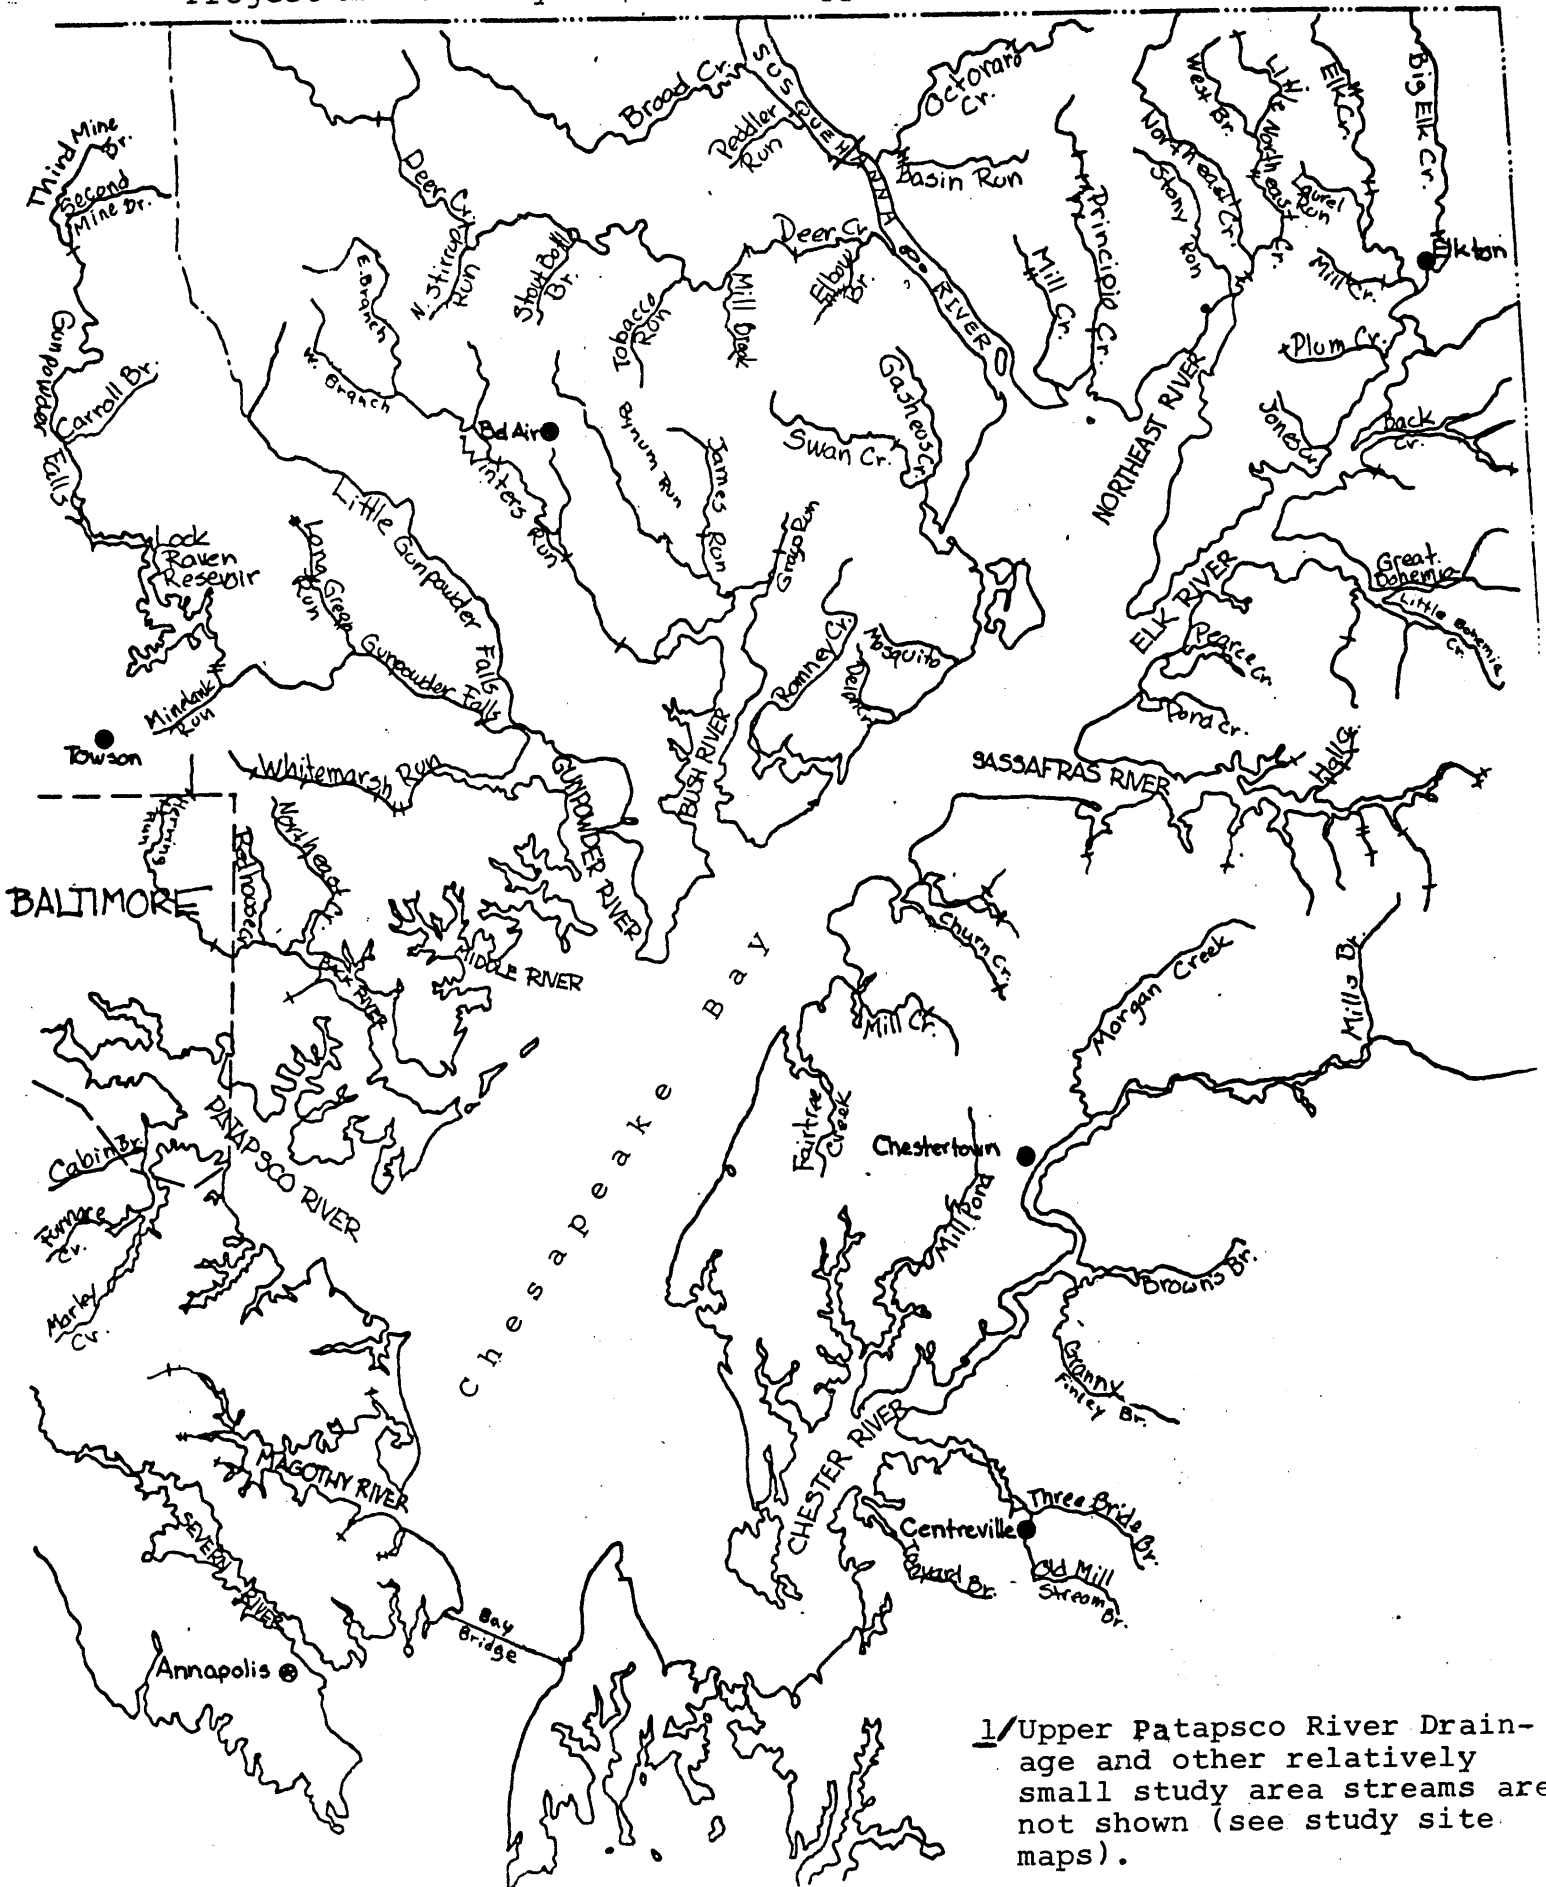 SUSQUEHANNA
RIVER
Broad Cr.
Octoraro
Cr.
Peddler
Run
Basin Run
West Br.
Little Northeast
Cr.
Elk Cr.
Big Elk Cr.
Northeast Cr.
Stony
Run
Laurel
Run
Principio Cr.
Mill Cr.
Mill Cr.
Elkton
Plum Cr.
Third Mine
Br.
Second
Mine Br.
Deer Cr.
N. Stirrup
Run
Br.
Deer Cr.
Elbow
Br.
E. Branch
W. Branch
Tobacco
Run
Mill Brook
Gunpowder
Falls
Carroll Br.
Bel Air
Winters
Run
Bynum Run
James
Run
Swan Cr.
Gasheys Cr.
NORTHEAST RIVER
Jones Cr.
Back
Cr.
Lock
Raven
Resevoir
Long
Green
Run
Little Gunpowder
Falls
Gunpowder
Falls
Grays Run
Romney Cr.
Mosquito
ELK RIVER
Great
Bohemia
Little Bohemia
Cr.
Pearce
Cr.
Pond Cr.
Run
Towson
Whitemarsh Run
GUNPOWDER RIVER
BUSH RIVER
SASSAFRAS RIVER
Herring
Run
Northeast
Cr.
BALTIMORE
BACK
RIVER
MIDDLE RIVER
Churn Cr.
Morgan Creek
Mills Br.
Mill Cr.
Chesapeake Bay
PATAPSCO RIVER
Cabin Br.
Furnace
Cr.
Marley
Cr.
Fairtree
Creek
Chestertown
Mill Pond
Browns Br.
Granny
Finley Br.
MAGOTHY RIVER
SEVERN
RIVER
CHESTER RIVER
Centreville
Three Bride
Br.
Old Mill
Stream Br.
Br.
Annapolis
Bay
Bridge
1/Upper Patapsco River Drain-
age and other relatively
small study area streams are
not shown (see study site
maps).